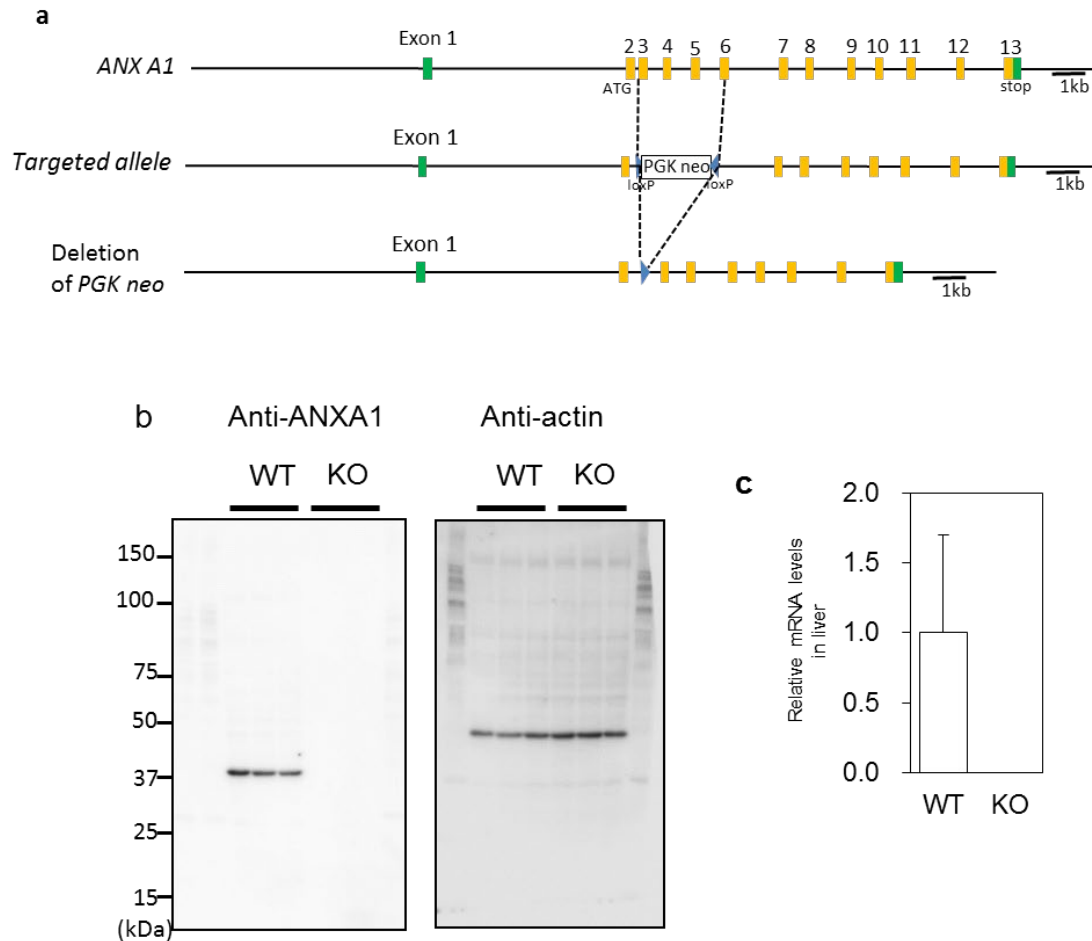 a
Exon 1 2 3 4 5 6 7 8 9 10 11 12 13
ANX A1
ATG stop 1kb
Exon 1
Targeted allele PGK neo
loxP loxP 1kb
Exon 1
Deletion
of PGK neo
1kb
b Anti-ANXA1 Anti-actin
WT KO WT KO
150
100
75
50
37
25
15
(kDa)
c
Relative mRNA levels
in liver
2.0
1.5
1.0
0.5
0.0
WT KO